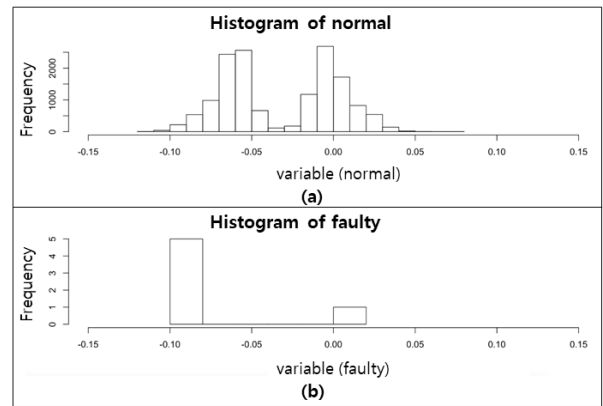 Histogram of normal
Frequency
2000
1000
0
-0.15 -0.10 -0.05 0.00 0.05 0.10 0.15
variable (normal)
(a)
Histogram of faulty
Frequency
5
4
3
2
1
0
-0.15 -0.10 -0.05 0.00 0.05 0.10 0.15
variable (faulty)
(b)